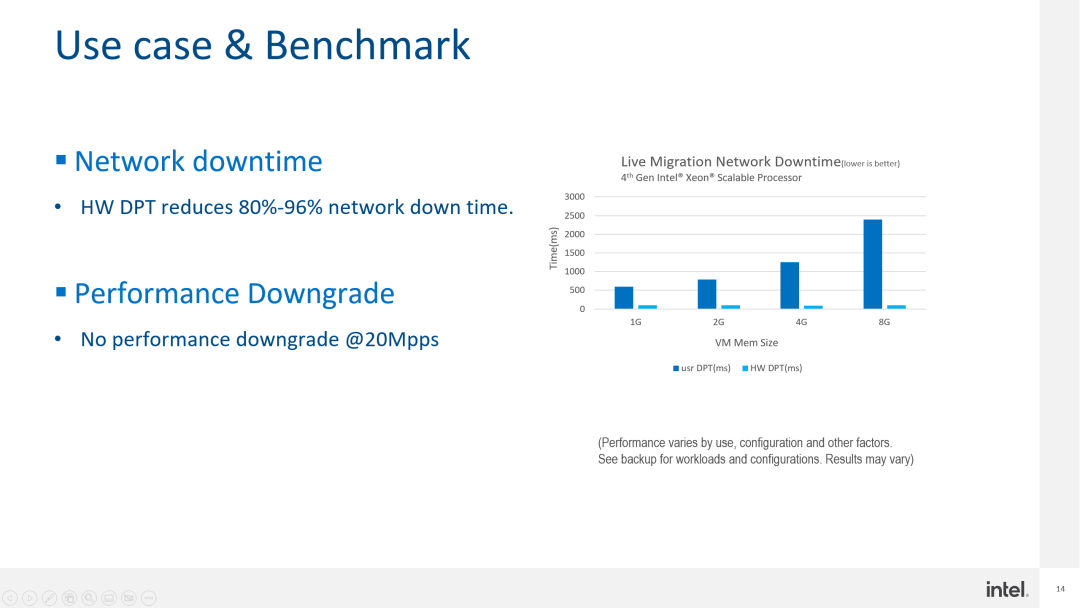 Use case & Benchmark
▪ Network downtime
• HW DPT reduces 80%-96% network down time.
▪ Performance Downgrade
• No performance downgrade @20Mpps
Live Migration Network Downtime(lower is better)
4th Gen Intel® Xeon® Scalable Processor
Time(ms)
3000
2500
2000
1500
1000
500
0
1G 2G 4G 8G
VM Mem Size
usr DPT(ms) HW DPT(ms)
(Performance varies by use, configuration and other factors.
See backup for workloads and configurations. Results may vary)
intel.
14